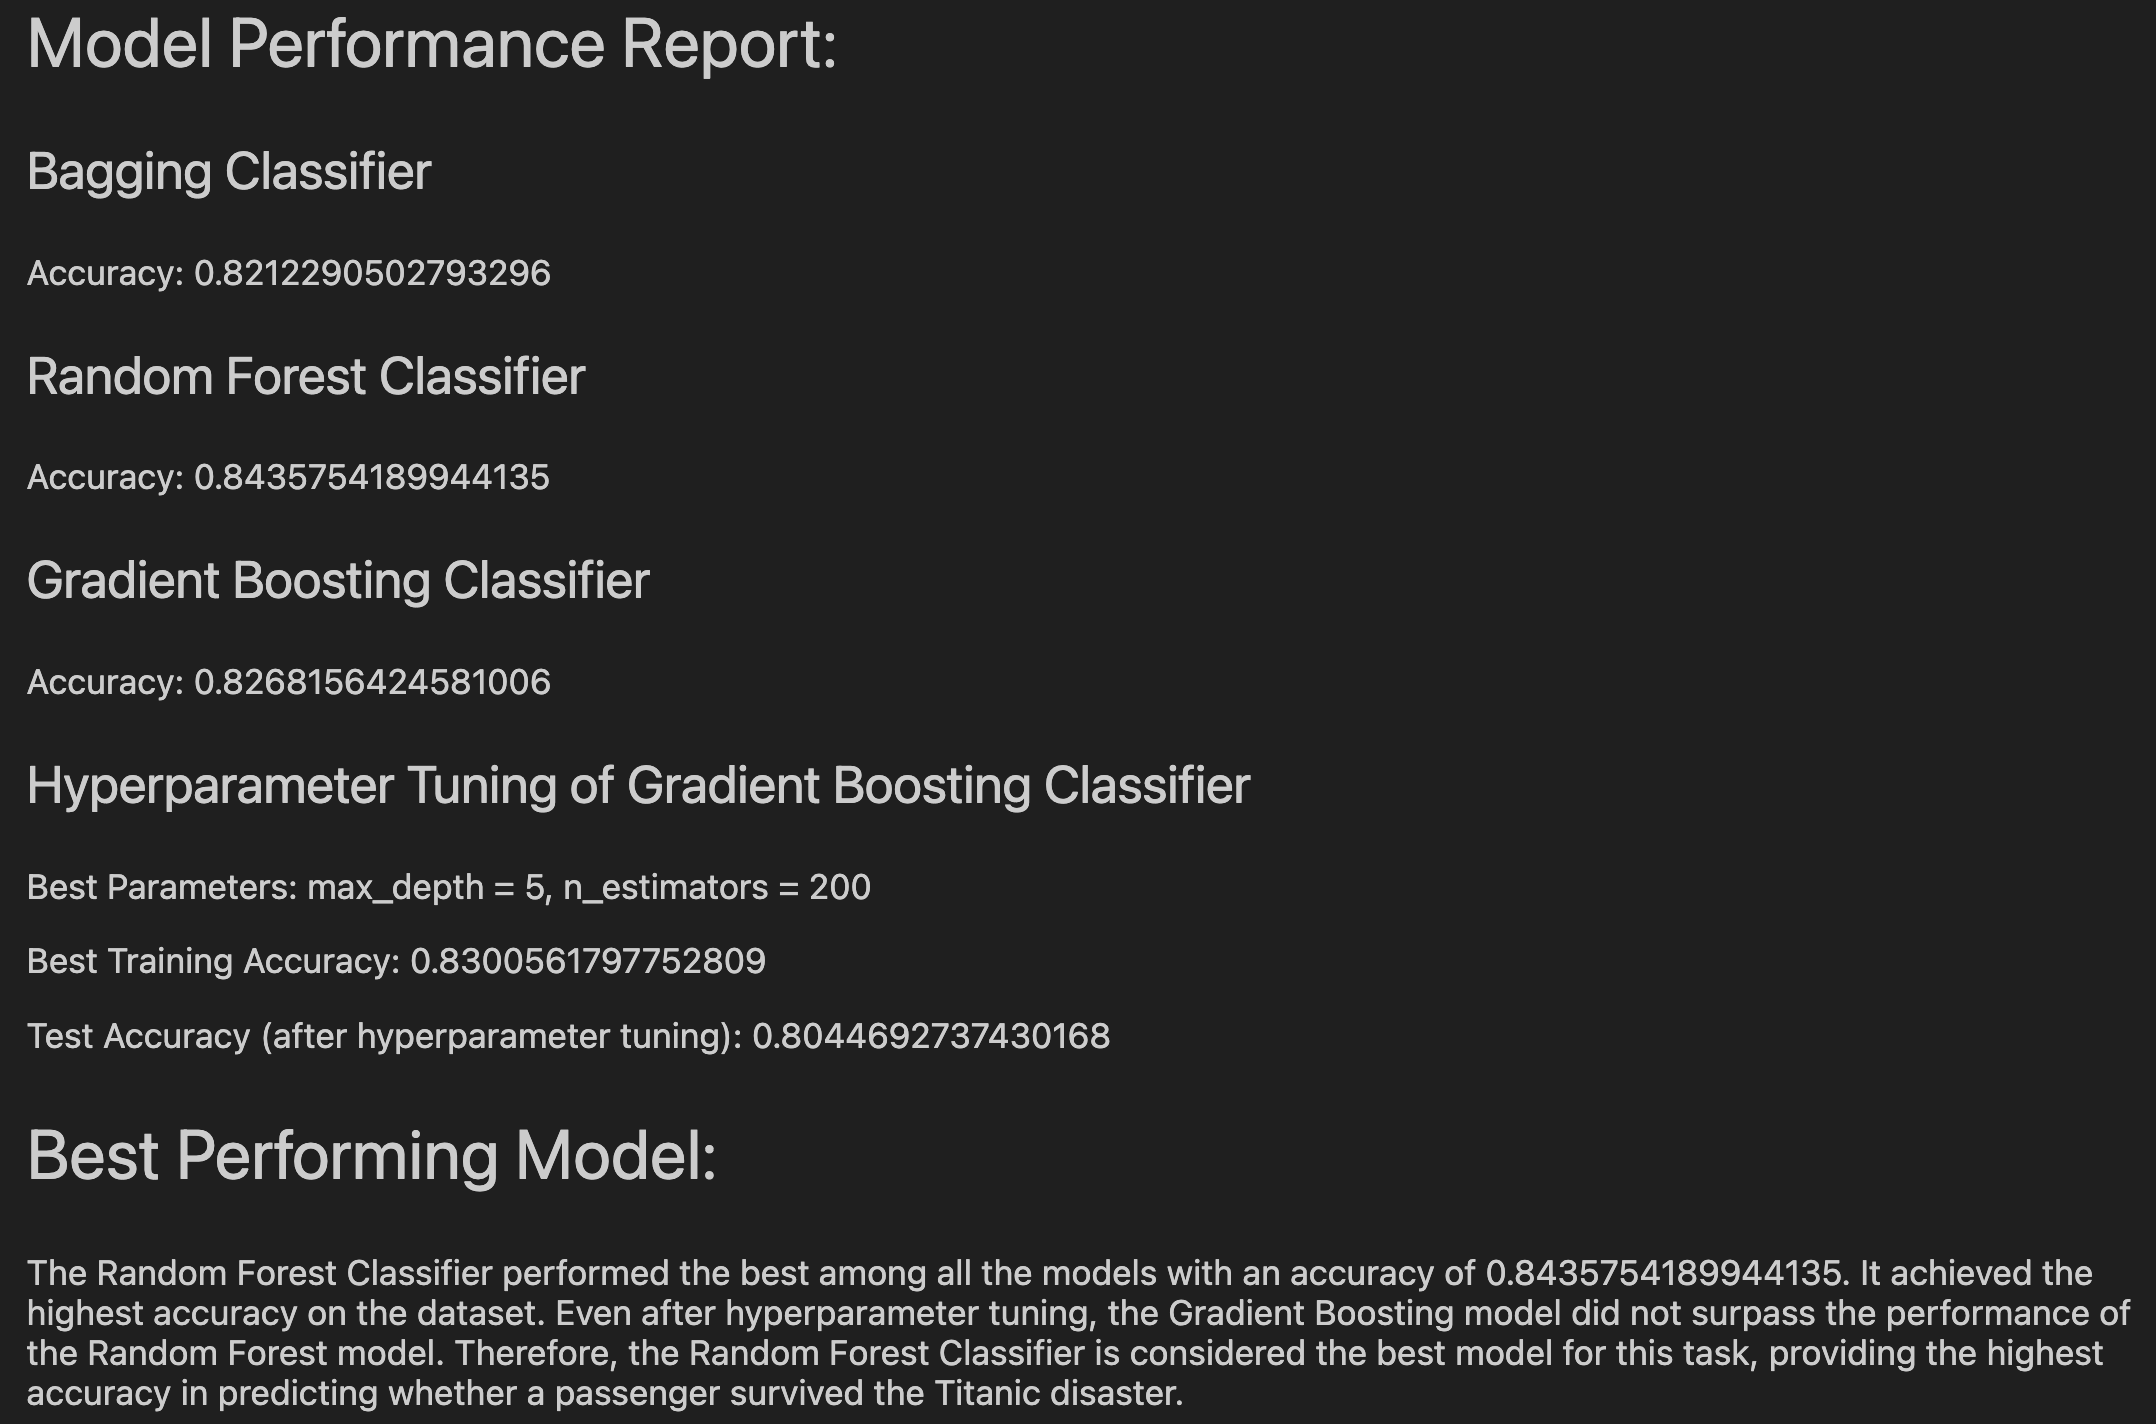 Model Performance Report:
Bagging Classifier
Accuracy: 0.8212290502793296
Random Forest Classifier
Accuracy: 0.8435754189944135
Gradient Boosting Classifier
Accuracy: 0.8268156424581006
Hyperparameter Tuning of Gradient Boosting Classifier
Best Parameters: max_depth = 5, n_estimators = 200
Best Training Accuracy: 0.8300561797752809
Test Accuracy (after hyperparameter tuning): 0.8044692737430168
Best Performing Model:
The Random Forest Classifier performed the best among all the models with an accuracy of 0.8435754189944135. It achieved the
highest accuracy on the dataset. Even after hyperparameter tuning, the Gradient Boosting model did not surpass the performance of
the Random Forest model. Therefore, the Random Forest Classifier is considered the best model for this task, providing the highest
accuracy in predicting whether a passenger survived the Titanic disaster.